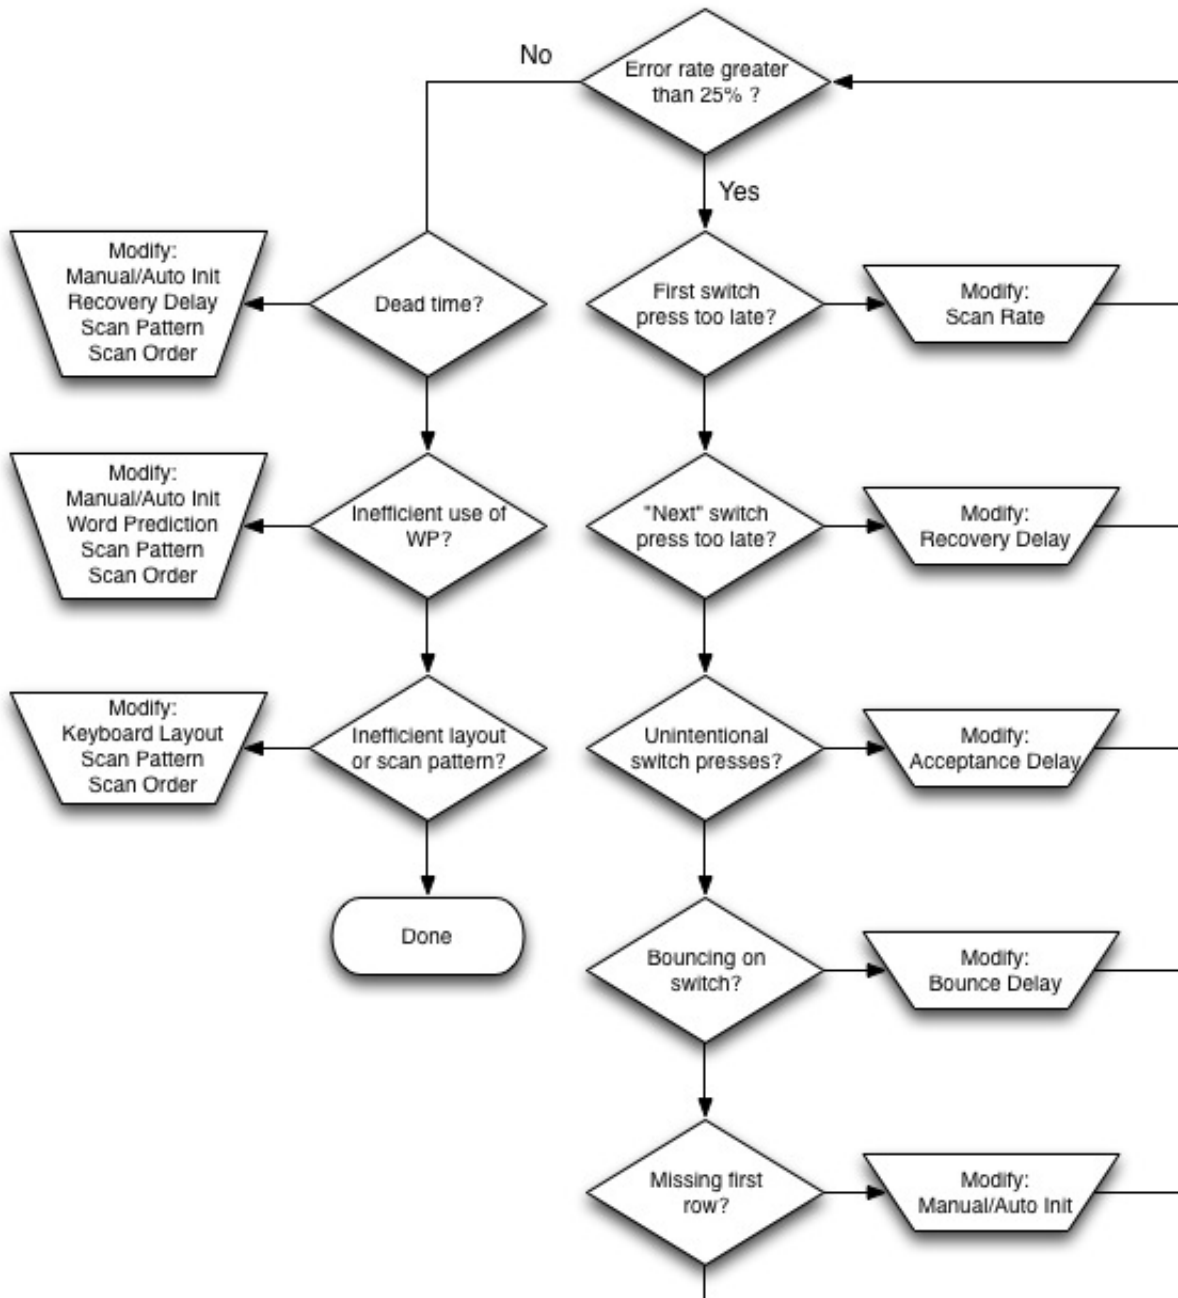 Error rate greater
than 25% ?
No
Yes
Modify:
Manual/Auto Init
Recovery Delay
Scan Pattern
Scan Order
Dead time?
First switch
press too late?
Modify:
Scan Rate
Modify:
Manual/Auto Init
Word Prediction
Scan Pattern
Scan Order
Inefficient use of
WP?
"Next" switch
press too late?
Modify:
Recovery Delay
Modify:
Keyboard Layout
Scan Pattern
Scan Order
Inefficient layout
or scan pattern?
Unintentional
switch presses?
Modify:
Acceptance Delay
Done
Bouncing on
switch?
Modify:
Bounce Delay
Missing first
row?
Modify:
Manual/Auto Init